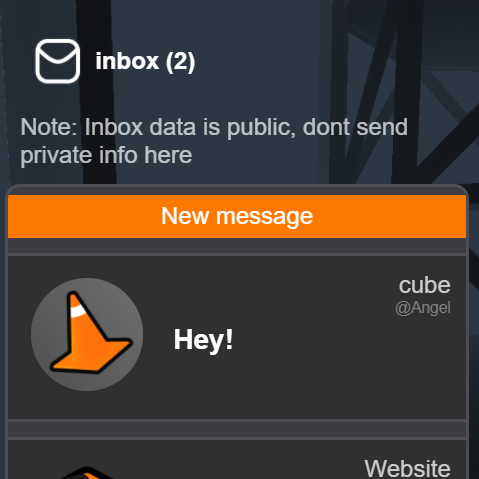 inbox (2)
Note: Inbox data is public, dont send
private info here
New message
cube
@Angel
Hey!
Website